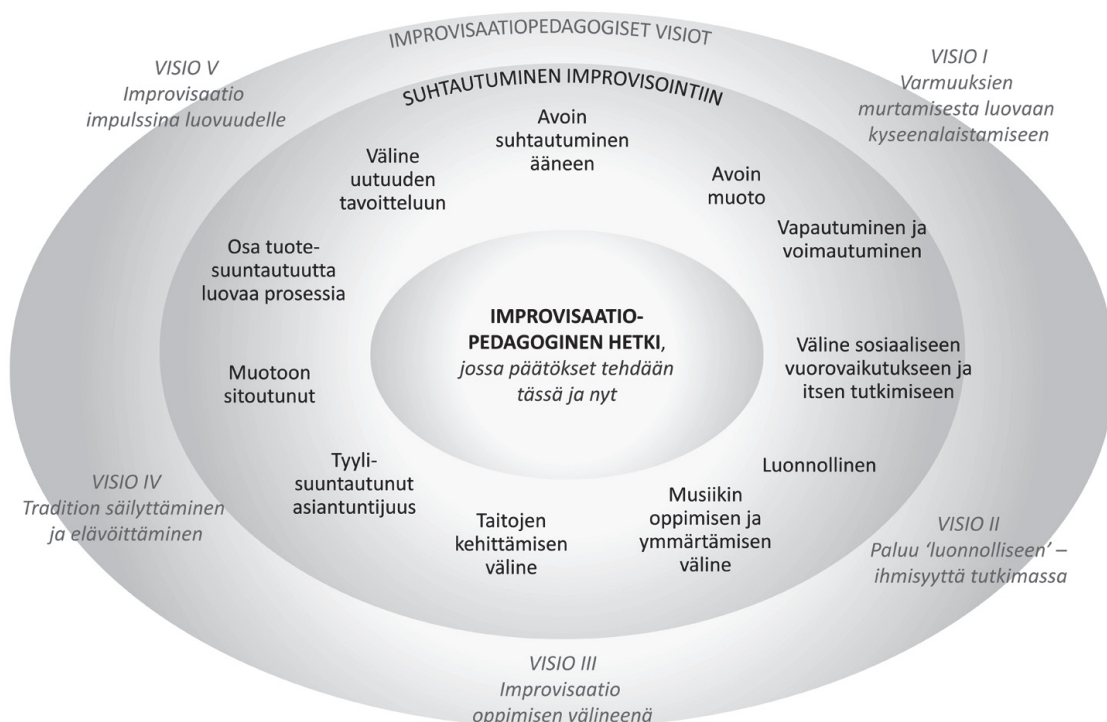 IMPROVISAATIOPEDAGOGISET VISIOT
SUHTAUTUMINEN IMPROVISOINTIIN
VISIO V
Improvisaatio
impulssina luovuudelle
VISIO I
Varmuuksien
murtamisesta luovaan
kyseenalaistamiseen
Avoin
suhtautuminen
ääneen
Väline
uutuuden
tavoitteluun
Avoin
muoto
Vapautuminen ja
voimautuminen
Osa tuote-
suuntautuutta
luovaa prosessia
IMPROVISAATIO-
PEDAGOGINEN HETKI,
jossa päätökset tehdään
tässä ja nyt
Väline sosiaaliseen
vuorovaikutukseen ja
itsen tutkimiseen
Muotoon
sitoutunut
Luonnollinen
Tyyli-
suuntautunut
asiantuntijuus
Musiikin
oppimisen ja
ymmärtämisen
väline
Taitojen
kehittämisen
väline
VISIO IV
Tradition säilyttäminen
ja elävöittäminen
VISIO II
Paluu ‘luonnolliseen’ –
ihmisyyttä tutkimassa
VISIO III
Improvisaatio
oppimisen välineenä